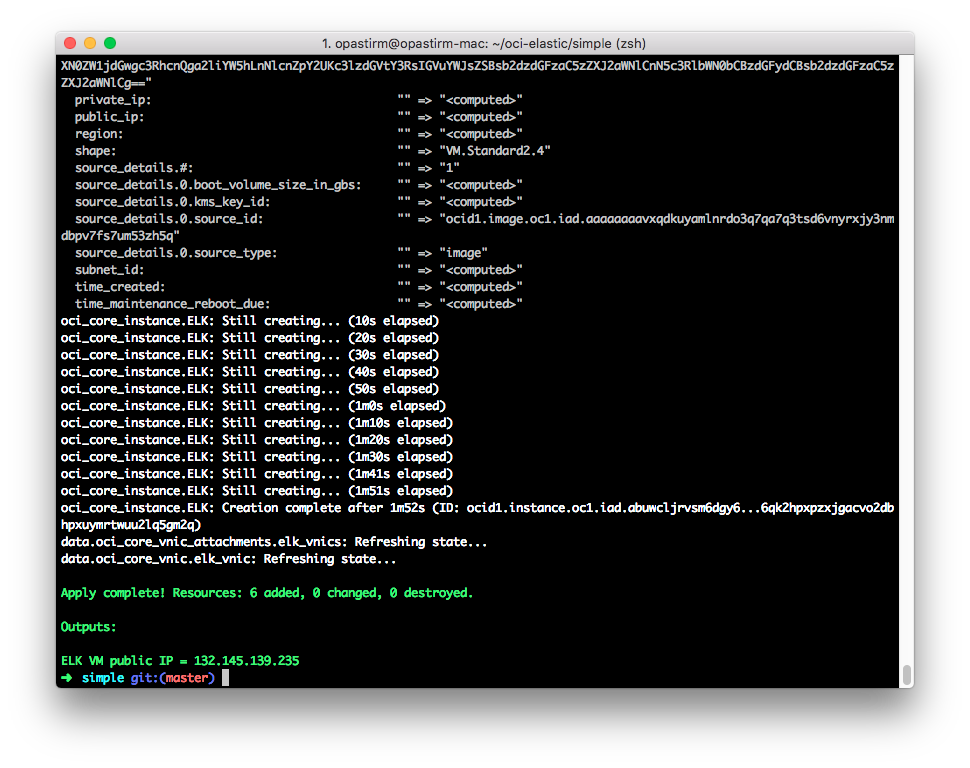 1. opastirm@opastirm-mac: ~/oci-elastic/simple (zsh)
XN0ZW1jdGwgc3RhcnQga2liYW5hLnNlcnZpY2UKc3lzdGVtY3RsIGVuYWJsZSBsb2dzdGFzaC5zZXJ2aWNlCnN5c3RlbWN0bCBzdGFydCBsb2dzdGFzaC5z
ZXJ2aWNlCg=="
private_ip: "" => "<computed>"
public_ip: "" => "<computed>"
region: "" => "<computed>"
shape: "" => "VM.Standard2.4"
source_details.#: "" => "1"
source_details.0.boot_volume_size_in_gbs: "" => "<computed>"
source_details.0.kms_key_id: "" => "<computed>"
source_details.0.source_id: "" => "ocid1.image.oc1.iad.aaaaaaaavxqdkuyamlnrdo3q7qa7q3tsd6vnyrxjy3nm
dbpv7fs7um53zh5q"
source_details.0.source_type: "" => "image"
subnet_id: "" => "<computed>"
time_created: "" => "<computed>"
time_maintenance_reboot_due: "" => "<computed>"
oci_core_instance.ELK: Still creating... (10s elapsed)
oci_core_instance.ELK: Still creating... (20s elapsed)
oci_core_instance.ELK: Still creating... (30s elapsed)
oci_core_instance.ELK: Still creating... (40s elapsed)
oci_core_instance.ELK: Still creating... (50s elapsed)
oci_core_instance.ELK: Still creating... (1m0s elapsed)
oci_core_instance.ELK: Still creating... (1m10s elapsed)
oci_core_instance.ELK: Still creating... (1m20s elapsed)
oci_core_instance.ELK: Still creating... (1m30s elapsed)
oci_core_instance.ELK: Still creating... (1m41s elapsed)
oci_core_instance.ELK: Still creating... (1m51s elapsed)
oci_core_instance.ELK: Creation complete after 1m52s (ID: ocid1.instance.oc1.iad.abuwcljrvsm6dgy6...6qk2hpxpzxjgacvo2db
hpxuymrtwuu2lq5gm2q)
data.oci_core_vnic_attachments.elk_vnics: Refreshing state...
data.oci_core_vnic.elk_vnic: Refreshing state...
Apply complete! Resources: 6 added, 0 changed, 0 destroyed.
Outputs:
ELK VM public IP = 132.145.139.235
➜ simple git:(master)